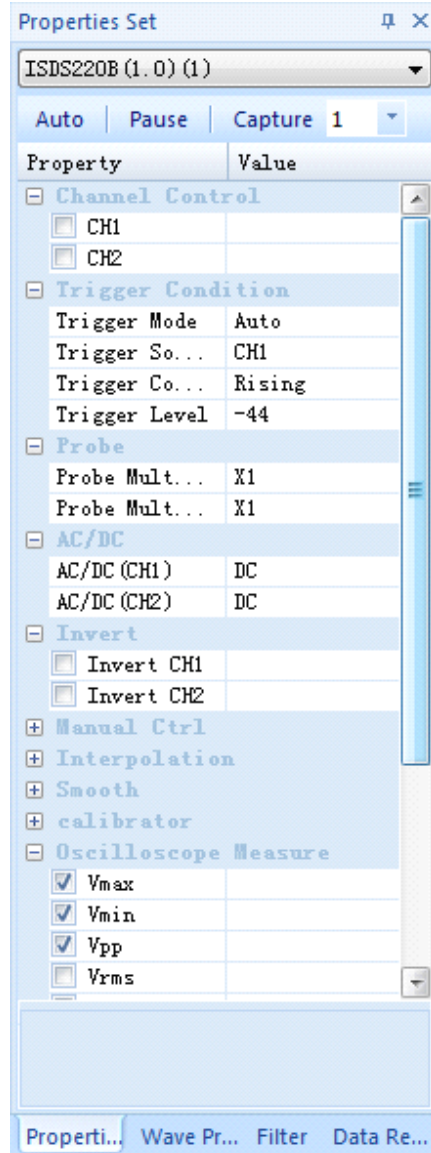 Properties Set
ISDS220B(1.0)(1)
Auto Pause Capture 1
Property Value
Channel Control
CH1
CH2
Trigger Condition
Trigger Mode Auto
Trigger So... CH1
Trigger Co... Rising
Trigger Level -44
Probe
Probe Mult... X1
Probe Mult... X1
AC/DC
AC/DC(CH1) DC
AC/DC(CH2) DC
Invert
Invert CH1
Invert CH2
Manual Ctrl
Interpolation
Smooth
calibrator
Oscilloscope Measure
Vmax
Vmin
Vpp
Vrms
Properti... Wave Pr... Filter Data Re...